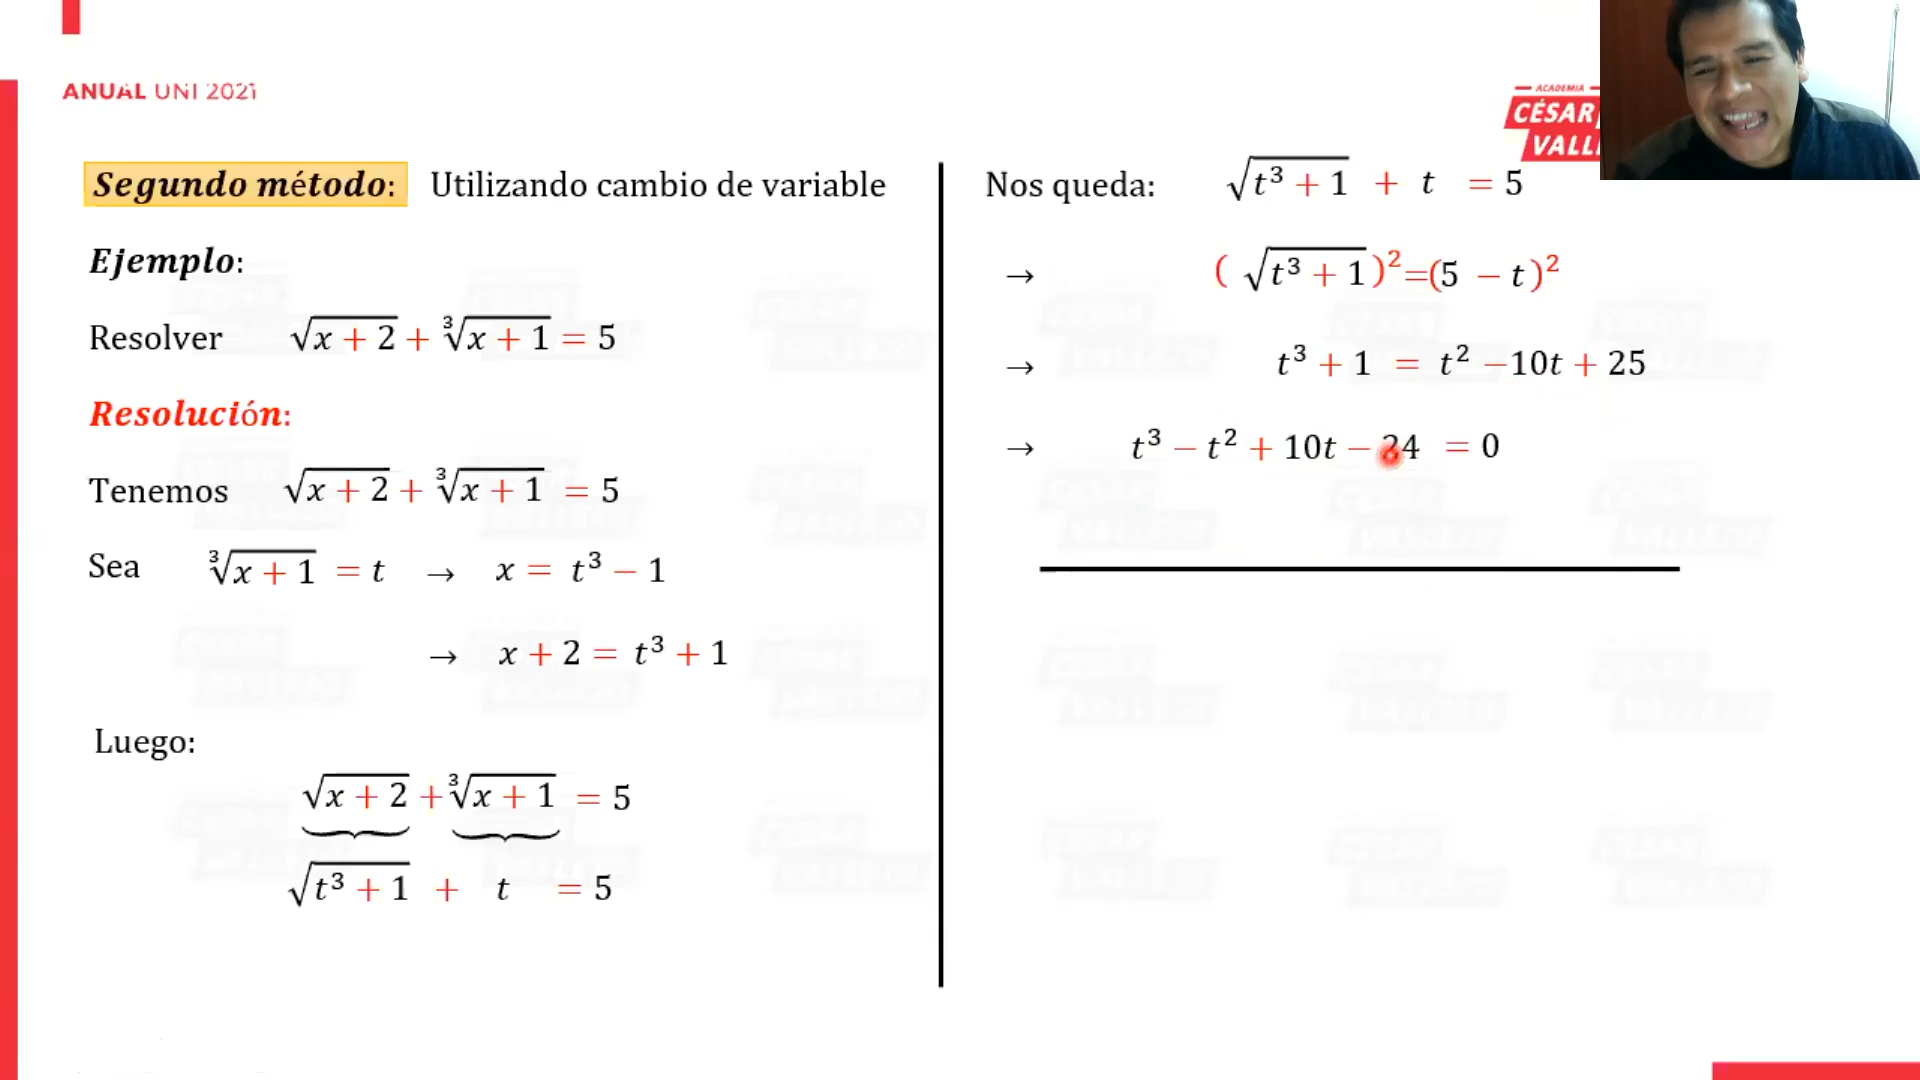 ANUAL UNI 2021
ACADEMIA
CÉSAR
VALL
Segundo método: Utilizando cambio de variable
Ejemplo:
Resolver √(x + 2) + ∛(x + 1) = 5
Resolución:
Tenemos √(x + 2) + ∛(x + 1) = 5
Sea ∛(x + 1) = t → x = t³ − 1
→ x + 2 = t³ + 1
Luego:
√(x + 2) + ∛(x + 1) = 5
√(t³ + 1) + t = 5
Nos queda: √(t³ + 1) + t = 5
→ (√(t³ + 1))² = (5 − t)²
→ t³ + 1 = t² − 10t + 25
→ t³ − t² + 10t − 24 = 0